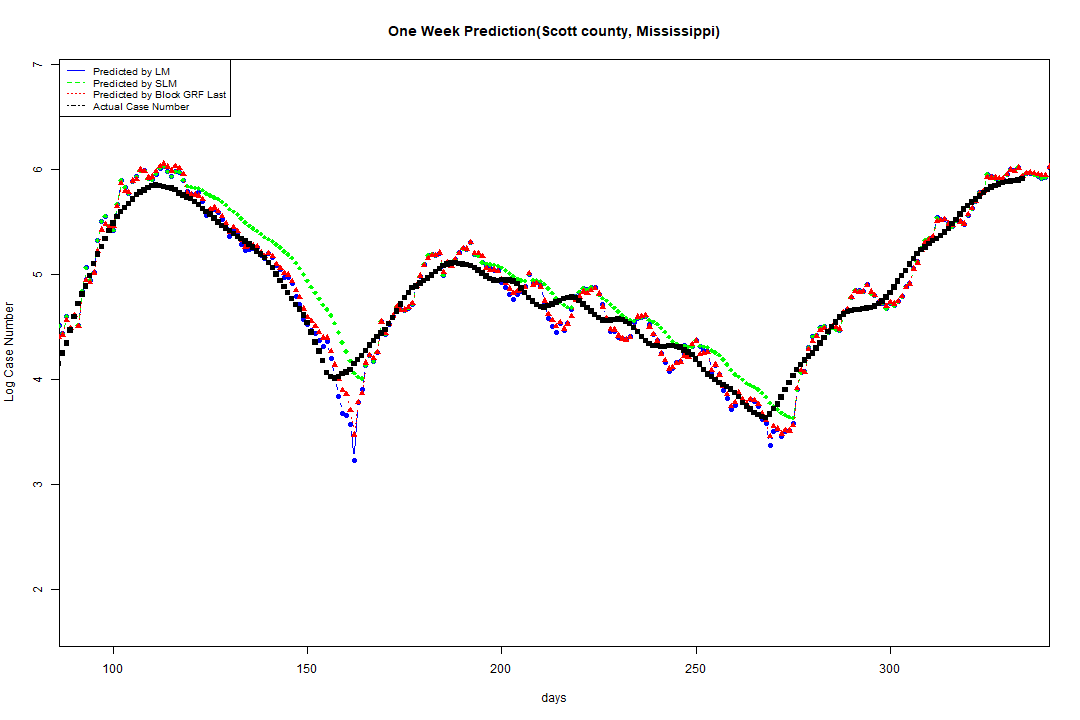 One Week Prediction(Scott county, Mississippi)
Predicted by LM
Predicted by SLM
Predicted by Block GRF Last
Actual Case Number
7
6
5
4
3
2
Log Case Number
100 150 200 250 300
days